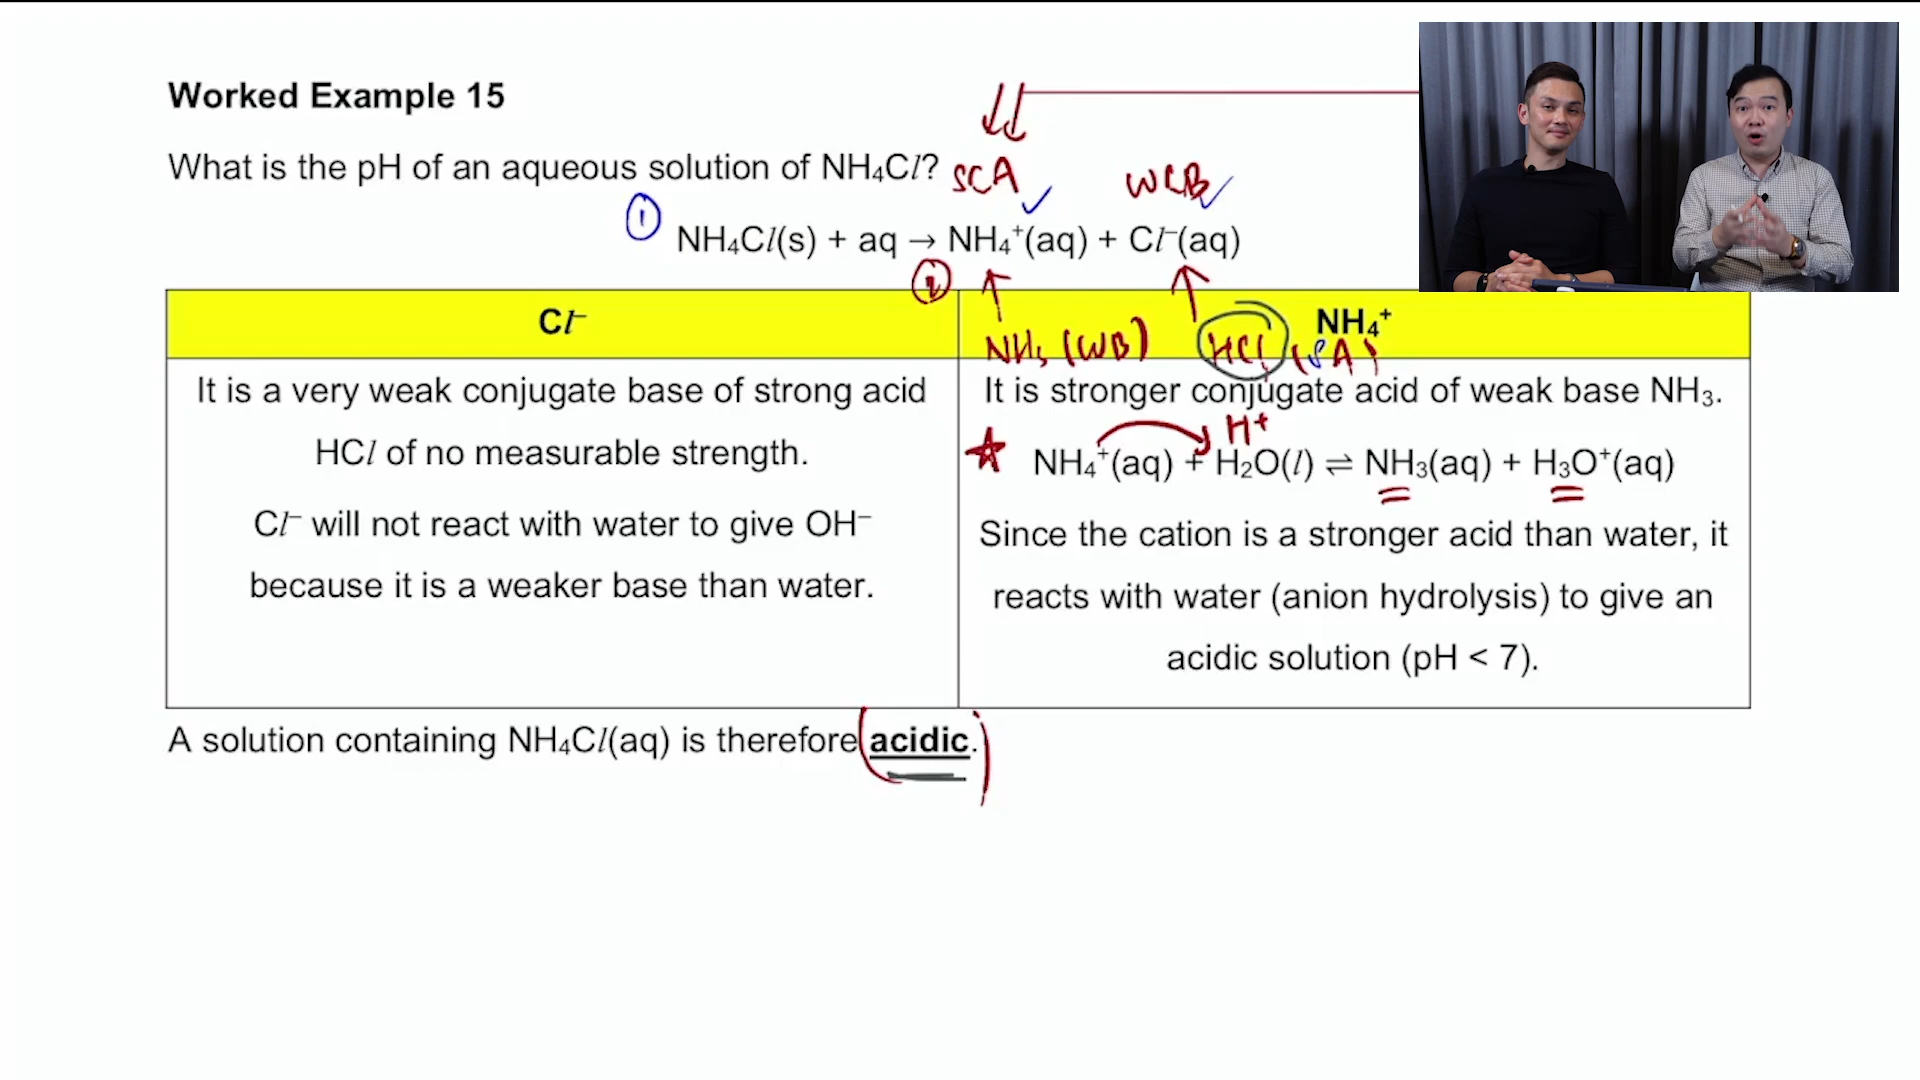 Worked Example 15
What is the pH of an aqueous solution of NH₄Cl?
SCA
WCB
1
NH₄Cl(s) + aq → NH₄⁺(aq) + Cl⁻(aq)
2
Cl⁻
NH₄⁺
NH₃ (WB)
HCl (SA)
It is a very weak conjugate base of strong acid
HCl of no measurable strength.
Cl⁻ will not react with water to give OH⁻
because it is a weaker base than water.
It is stronger conjugate acid of weak base NH₃.
H⁺
NH₄⁺(aq) + H₂O(l) ⇌ NH₃(aq) + H₃O⁺(aq)
Since the cation is a stronger acid than water, it
reacts with water (anion hydrolysis) to give an
acidic solution (pH < 7).
A solution containing NH₄Cl(aq) is therefore acidic.